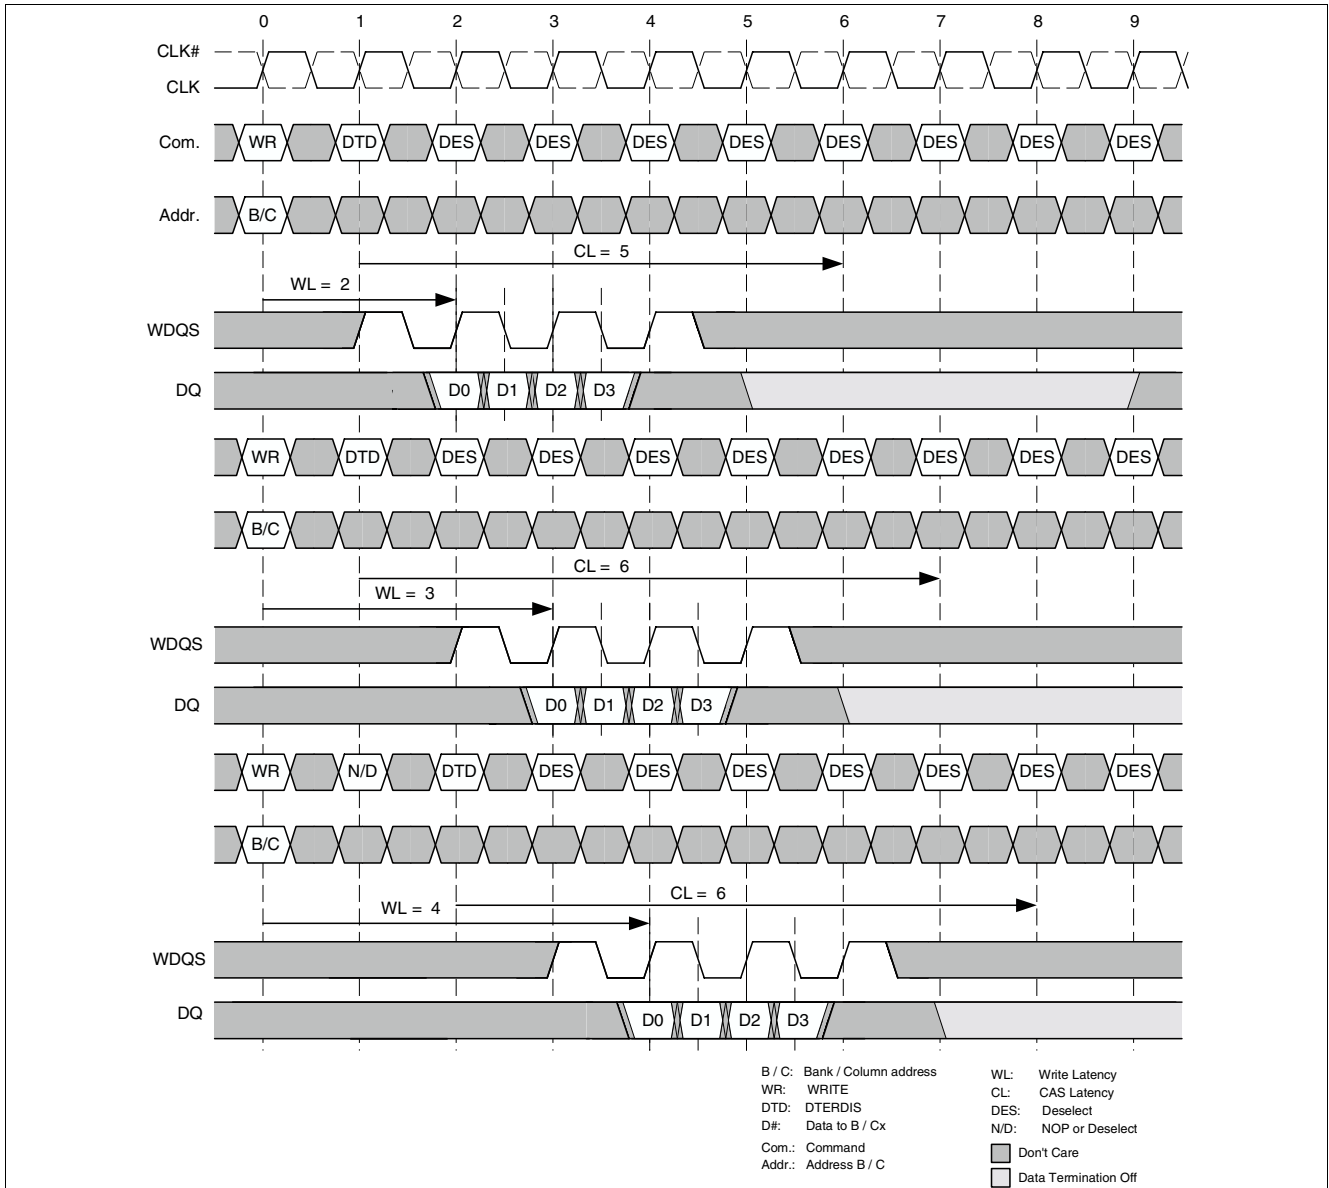 0 1 2 3 4 5 6 7 8 9
CLK#
CLK
Com. WR DTD DES DES DES DES DES DES DES DES
Addr. B/C
CL = 5
WL = 2
WDQS
DQ D0 D1 D2 D3
WR DTD DES DES DES DES DES DES DES DES
B/C
CL = 6
WL = 3
WDQS
DQ D0 D1 D2 D3
WR N/D DTD DES DES DES DES DES DES DES
B/C
CL = 6
WL = 4
WDQS
DQ D0 D1 D2 D3
B / C: Bank / Column address
WR: WRITE
DTD: DTERDIS
D#: Data to B / Cx
Com.: Command
Addr.: Address B / C
WL: Write Latency
CL: CAS Latency
DES: Deselect
N/D: NOP or Deselect
Don't Care
Data Termination Off